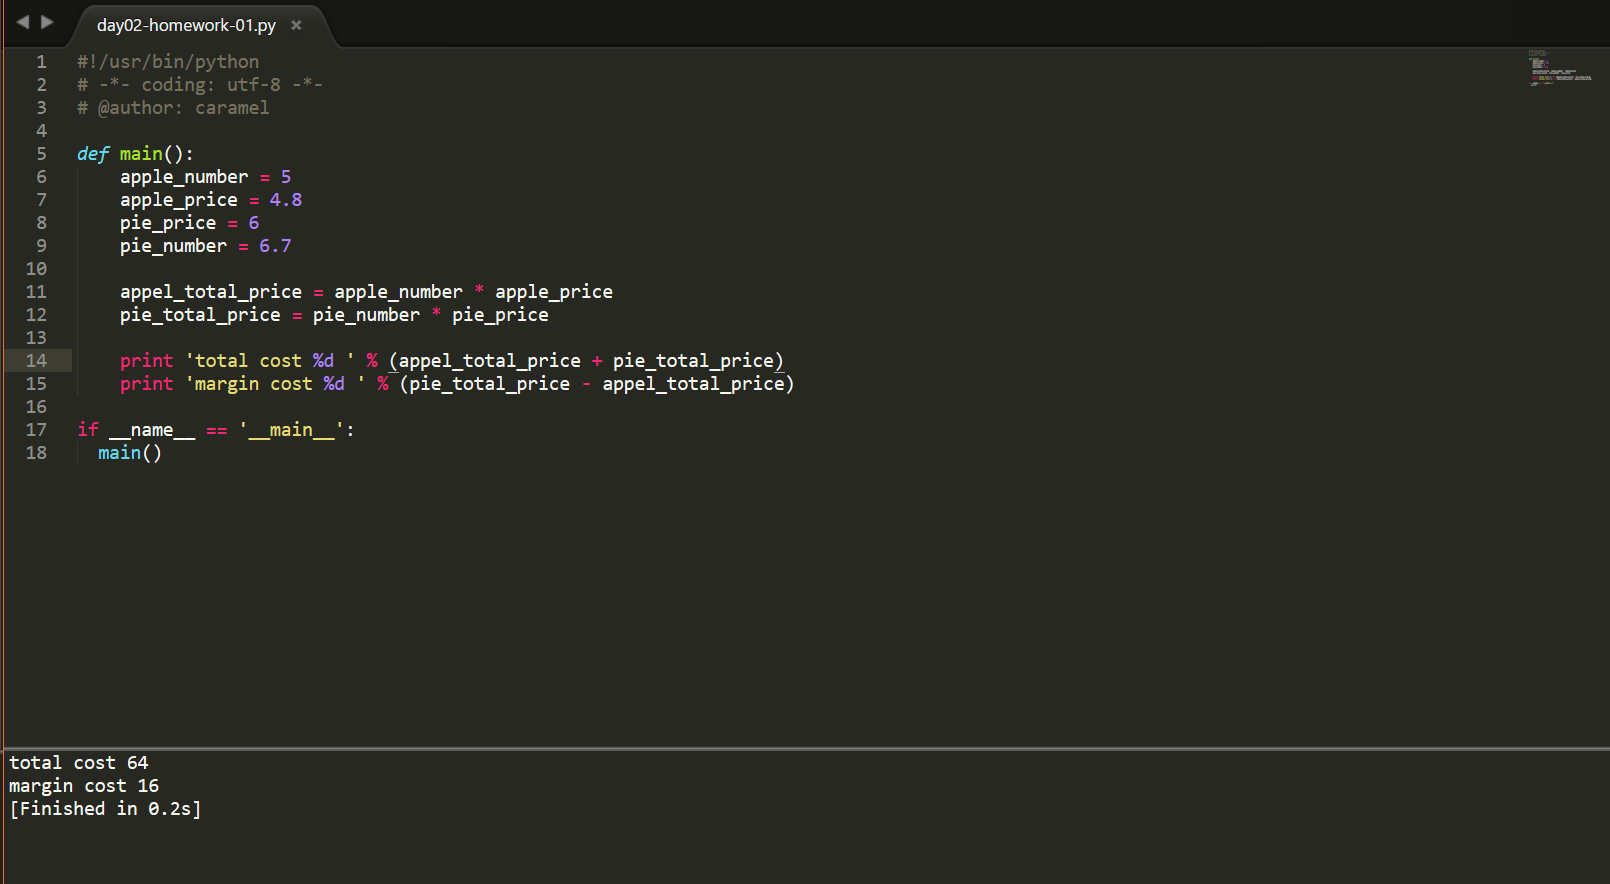 day02-homework-01.py
1 #!/usr/bin/python
2 # -*- coding: utf-8 -*-
3 # @author: caramel
4
5 def main():
6     apple_number = 5
7     apple_price = 4.8
8     pie_price = 6
9     pie_number = 6.7
10
11     appel_total_price = apple_number * apple_price
12     pie_total_price = pie_number * pie_price
13
14     print 'total cost %d ' % (appel_total_price + pie_total_price)
15     print 'margin cost %d ' % (pie_total_price - appel_total_price)
16
17 if __name__ == '__main__':
18   main()
total cost 64
margin cost 16
[Finished in 0.2s]